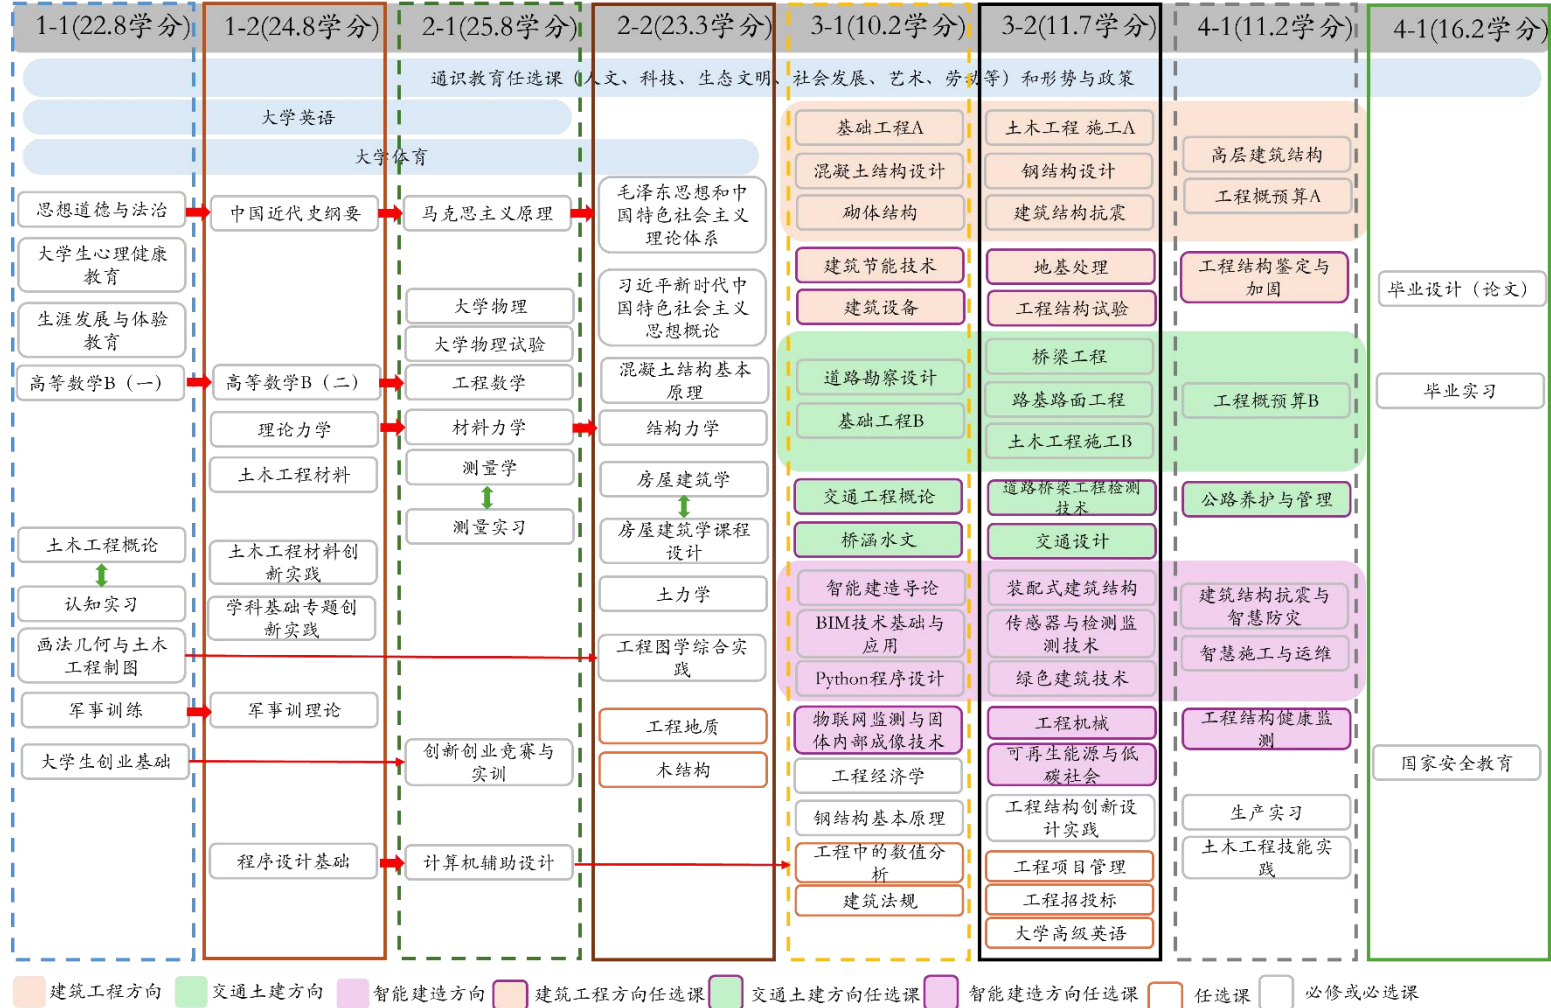 1-1(22.8学分)
1-2(24.8学分)
2-1(25.8学分)
2-2(23.3学分)
3-1(10.2学分)
3-2(11.7学分)
4-1(11.2学分)
4-1(16.2学分)
通识教育任选课（人文、科技、生态文明、社会发展、艺术、劳动等）和形势与政策
大学英语
大学体育
思想道德与法治
大学生心理健康
教育
生涯发展与体验
教育
高等数学B（一）
土木工程概论
认知实习
画法几何与土木
工程制图
军事训练
大学生创业基础
中国近代史纲要
高等数学B（二）
理论力学
土木工程材料
土木工程材料创
新实践
学科基础专题创
新实践
军事训理论
程序设计基础
马克思主义原理
大学物理
大学物理试验
工程数学
材料力学
测量学
测量实习
创新创业竞赛与
实训
计算机辅助设计
毛泽东思想和中
国特色社会主义
理论体系
习近平新时代中
国特色社会主义
思想概论
混凝土结构基本
原理
结构力学
房屋建筑学
房屋建筑学课程
设计
土力学
工程图学综合实
践
工程地质
木结构
基础工程A
混凝土结构设计
砌体结构
建筑节能技术
建筑设备
道路勘察设计
基础工程B
交通工程概论
桥涵水文
智能建造导论
BIM技术基础与
应用
Python程序设计
物联网监测与固
体内部成像技术
工程经济学
钢结构基本原理
工程中的数值分
析
建筑法规
土木工程 施工A
钢结构设计
建筑结构抗震
地基处理
工程结构试验
桥梁工程
路基路面工程
土木工程施工B
道路桥梁工程检测
技术
交通设计
装配式建筑结构
传感器与检测监
测技术
绿色建筑技术
工程机械
可再生能源与低
碳社会
工程结构创新设
计实践
工程项目管理
工程招投标
大学高级英语
高层建筑结构
工程概预算A
工程结构鉴定与
加固
工程概预算B
公路养护与管理
建筑结构抗震与
智慧防灾
智慧施工与运维
工程结构健康监
测
生产实习
土木工程技能实
践
毕业设计（论文）
毕业实习
国家安全教育
建筑工程方向
交通土建方向
智能建造方向
建筑工程方向任选课
交通土建方向任选课
智能建造方向任选课
任选课
必修或必选课